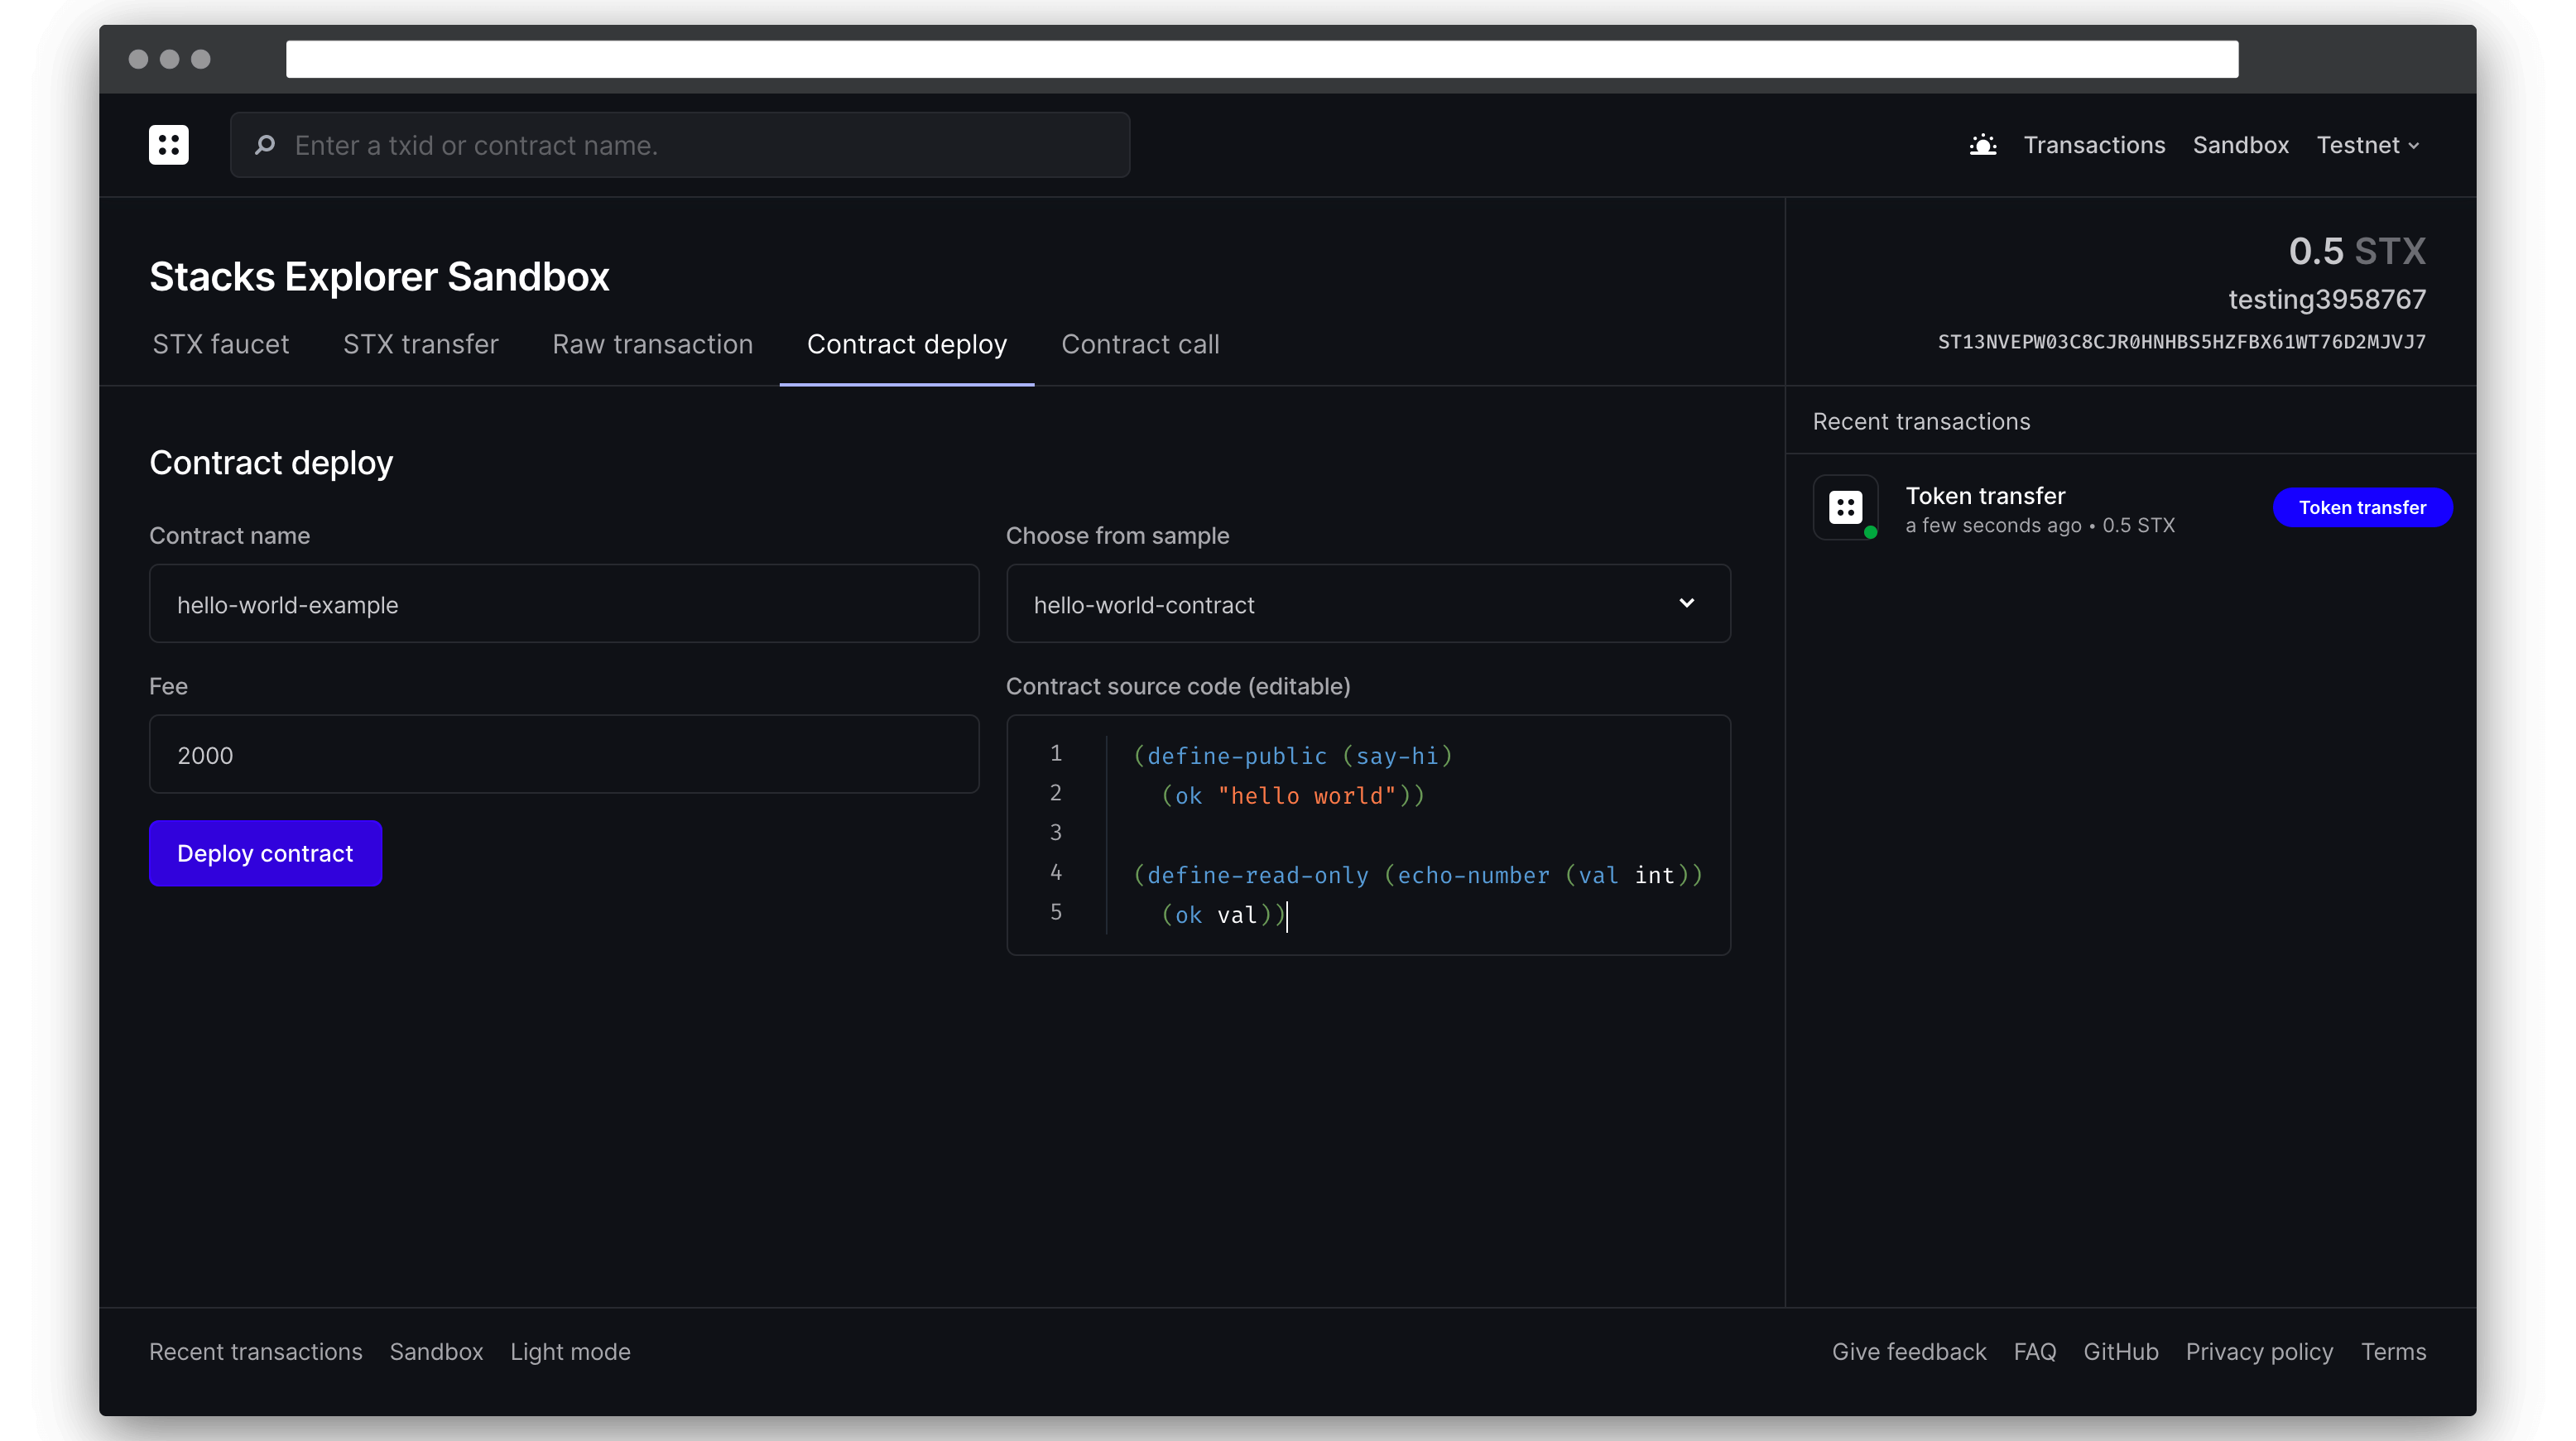 Enter a txid or contract name.
Transactions Sandbox Testnet
Stacks Explorer Sandbox
STX faucet STX transfer Raw transaction Contract deploy Contract call
0.5 STX
testing3958767
ST13NVEPW03C8CJR0HNHBS5HZFBX61WT76D2MJVJ7
Contract deploy
Contract name
hello-world-example
Fee
2000
Deploy contract
Choose from sample
hello-world-contract
Contract source code (editable)
1 (define-public (say-hi)
2 (ok "hello world"))
3
4 (define-read-only (echo-number (val int))
5 (ok val))
Recent transactions
Token transfer
a few seconds ago • 0.5 STX
Token transfer
Recent transactions Sandbox Light mode
Give feedback FAQ GitHub Privacy policy Terms